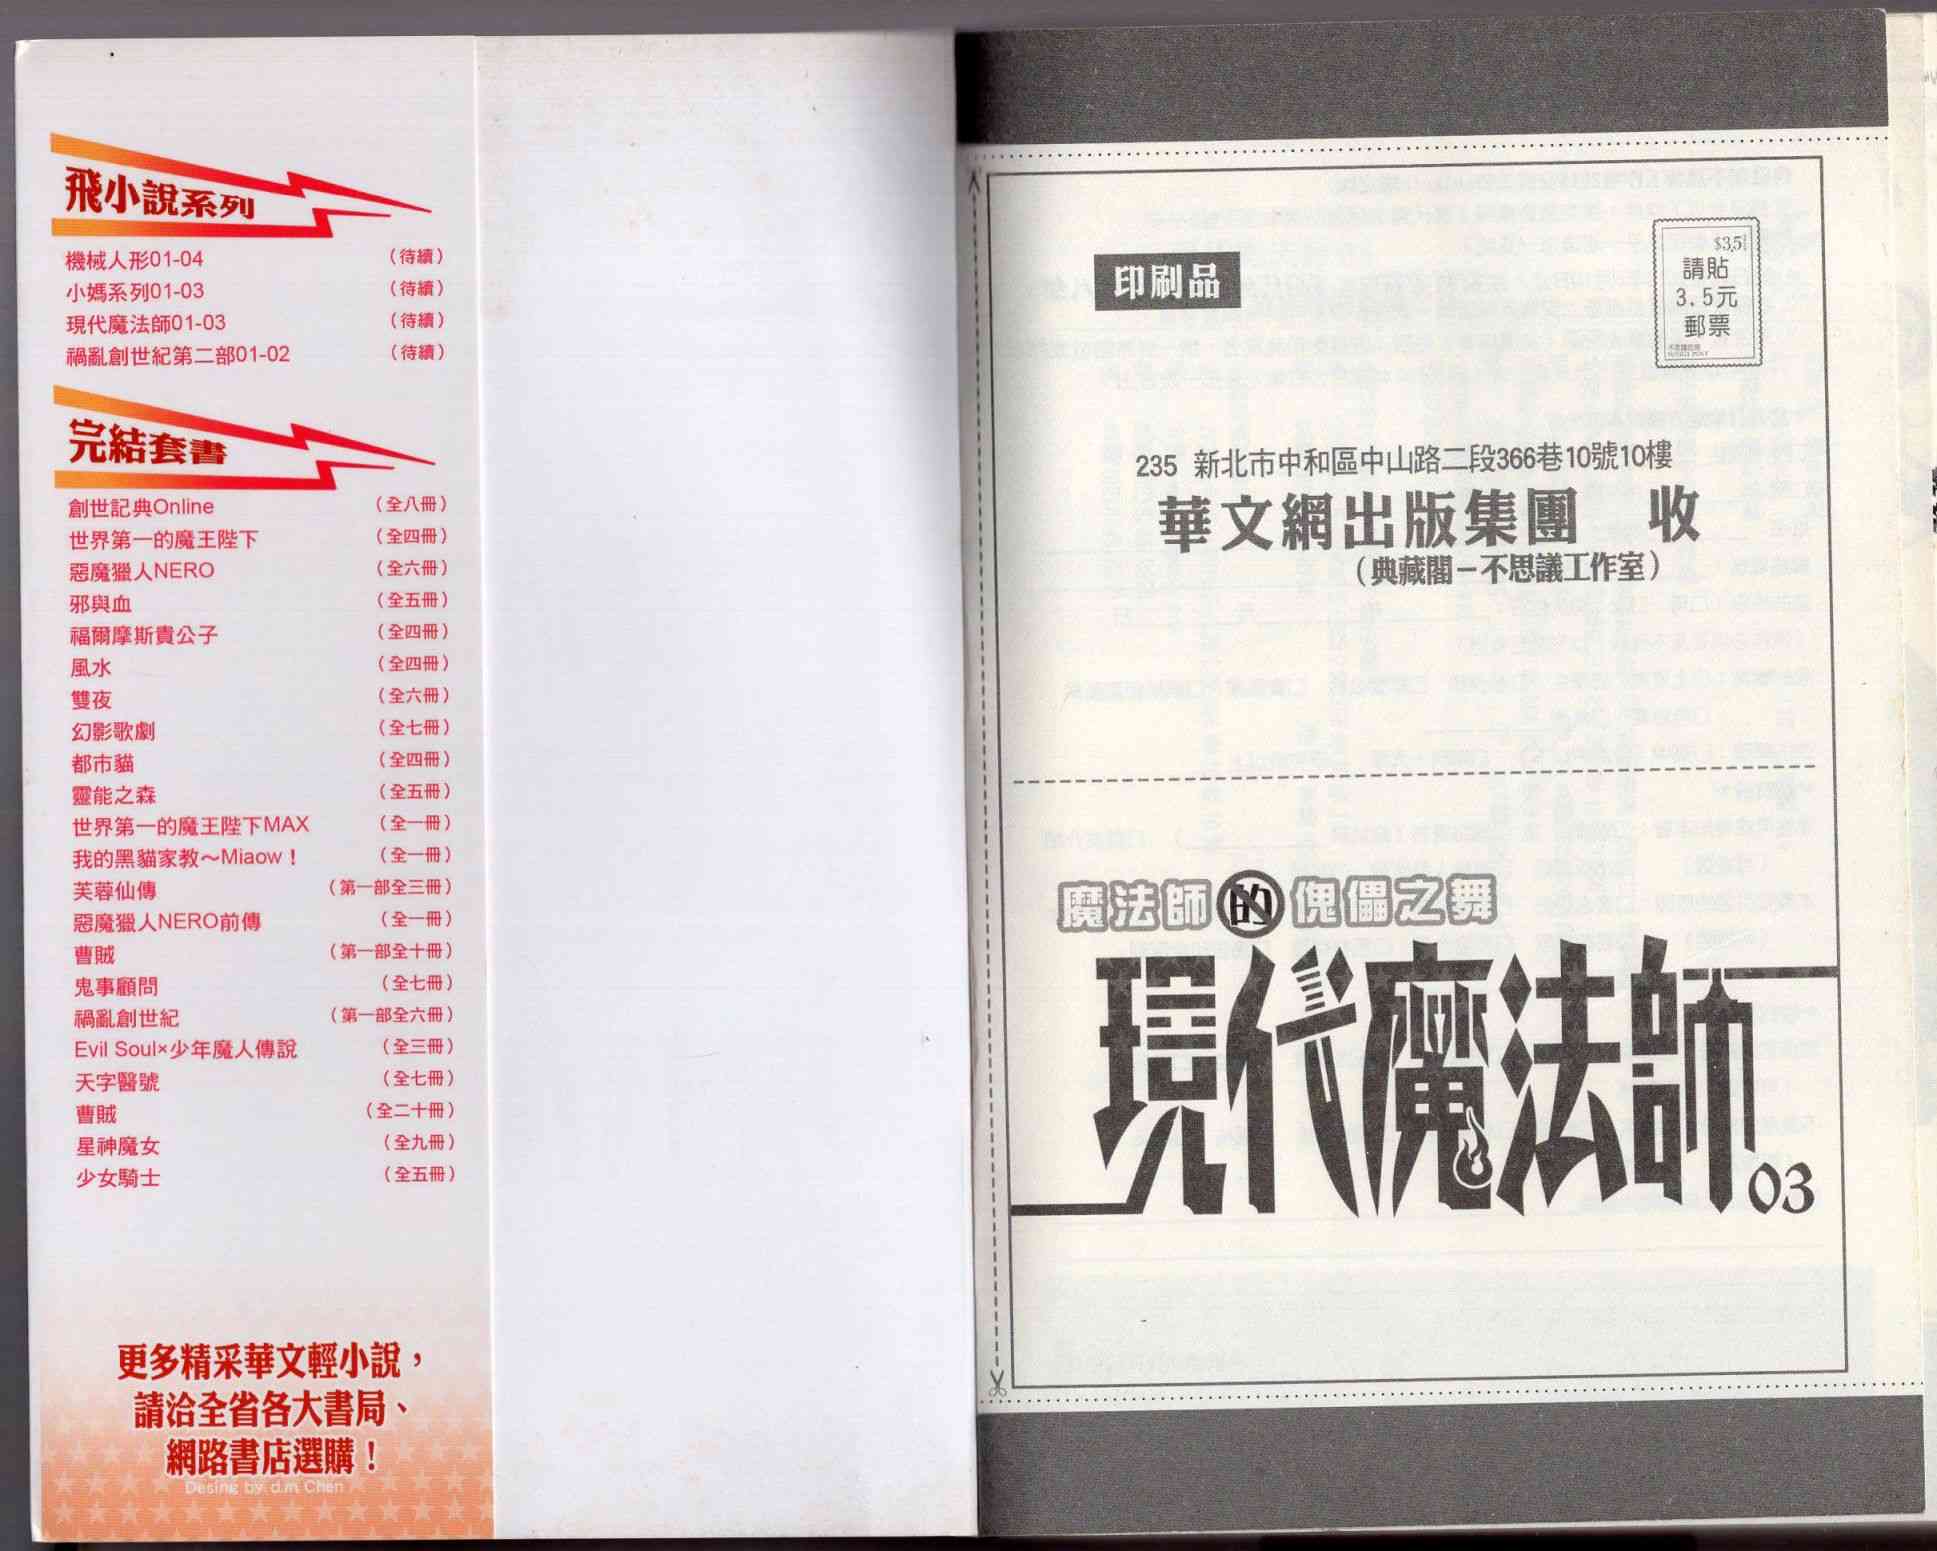 飛小說系列
機械人形01-04 （待續）
小媽系列01-03 （待續）
現代魔法師01-03 （待續）
禍亂創世紀第二部01-02 （待續）
完結套書
創世記典Online （全八冊）
世界第一的魔王陛下 （全四冊）
惡魔獵人NERO （全六冊）
邪與血 （全五冊）
福爾摩斯貴公子 （全四冊）
風水 （全四冊）
雙夜 （全六冊）
幻影歌劇 （全七冊）
都市貓 （全四冊）
靈能之森 （全五冊）
世界第一的魔王陛下MAX （全一冊）
我的黑貓家教～Miaow！ （全一冊）
芙蓉仙傳 （第一部全三冊）
惡魔獵人NERO前傳 （全一冊）
曹賊 （第一部全十冊）
鬼事顧問 （全七冊）
禍亂創世紀 （第一部全六冊）
Evil Soul×少年魔人傳說 （全三冊）
天字醫號 （全七冊）
曹賊 （全二十冊）
星神魔女 （全九冊）
少女騎士 （全五冊）
更多精采華文輕小說，
請洽全省各大書局、
網路書店選購！
Desing by d.m Chen
印刷品
$3.5
請貼
3.5元
郵票
235 新北市中和區中山路二段366巷10號10樓
華文網出版集團 收
（典藏閣－不思議工作室）
魔法師的傀儡之舞
現代魔法師03